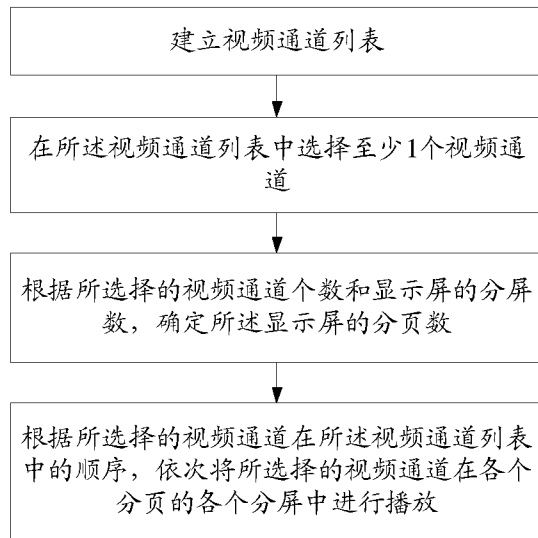 建立视频通道列表
在所述视频通道列表中选择至少1个视频通
道
根据所选择的视频通道个数和显示屏的分屏
数，确定所述显示屏的分页数
根据所选择的视频通道在所述视频通道列表
中的顺序，依次将所选择的视频通道在各个
分页的各个分屏中进行播放